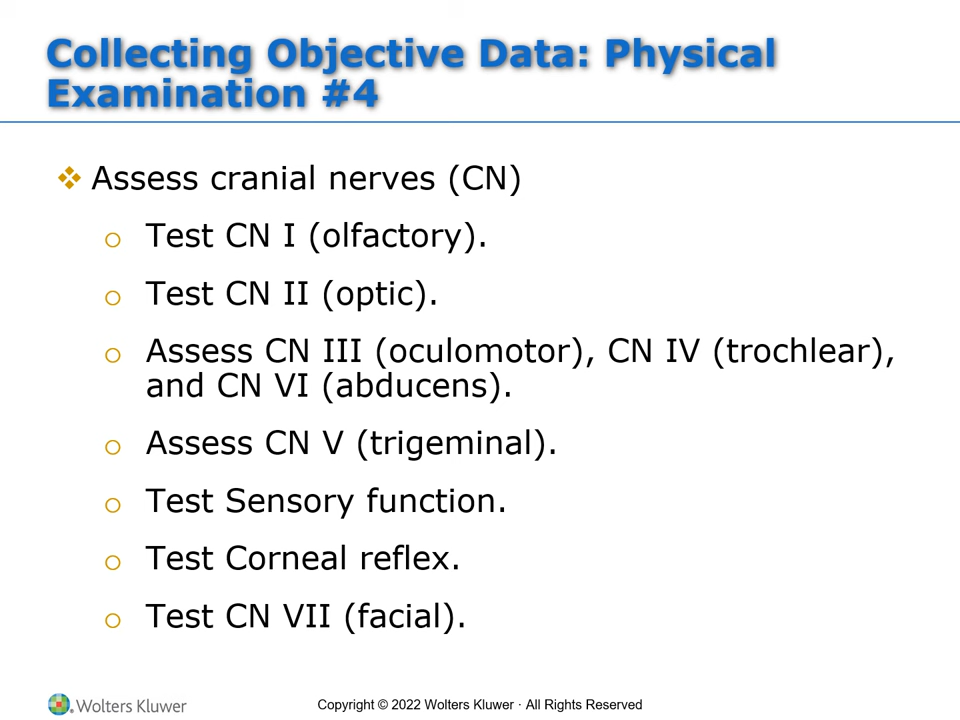 Collecting Objective Data: Physical
Examination #4
❖ Assess cranial nerves (CN)
o Test CN I (olfactory).
o Test CN II (optic).
o Assess CN III (oculomotor), CN IV (trochlear),
and CN VI (abducens).
o Assess CN V (trigeminal).
o Test Sensory function.
o Test Corneal reflex.
o Test CN VII (facial).
Wolters Kluwer
Copyright © 2022 Wolters Kluwer · All Rights Reserved